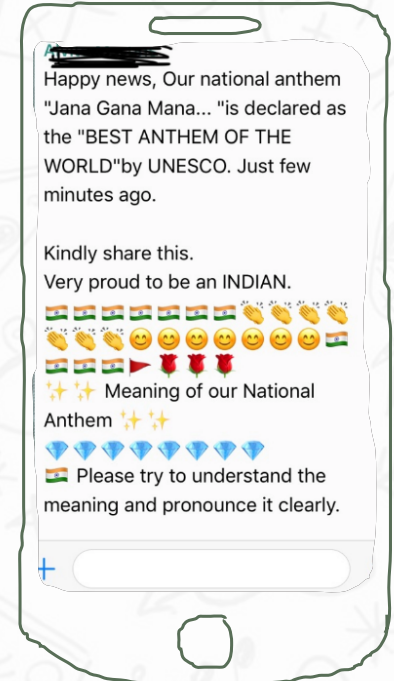 Happy news, Our national anthem
"Jana Gana Mana... "is declared as
the "BEST ANTHEM OF THE
WORLD"by UNESCO. Just few
minutes ago.
Kindly share this.
Very proud to be an INDIAN.
🇮🇳🇮🇳🇮🇳🇮🇳🇮🇳🇮🇳🇮🇳👏👏👏👏
👏👏👏😊😊😊😊😊😊😊🇮🇳
🇮🇳🇮🇳🇮🇳🚩🌹🌹🌹
✨ ✨ Meaning of our National
Anthem ✨ ✨
💎💎💎💎💎💎💎💎
🇮🇳 Please try to understand the
meaning and pronounce it clearly.